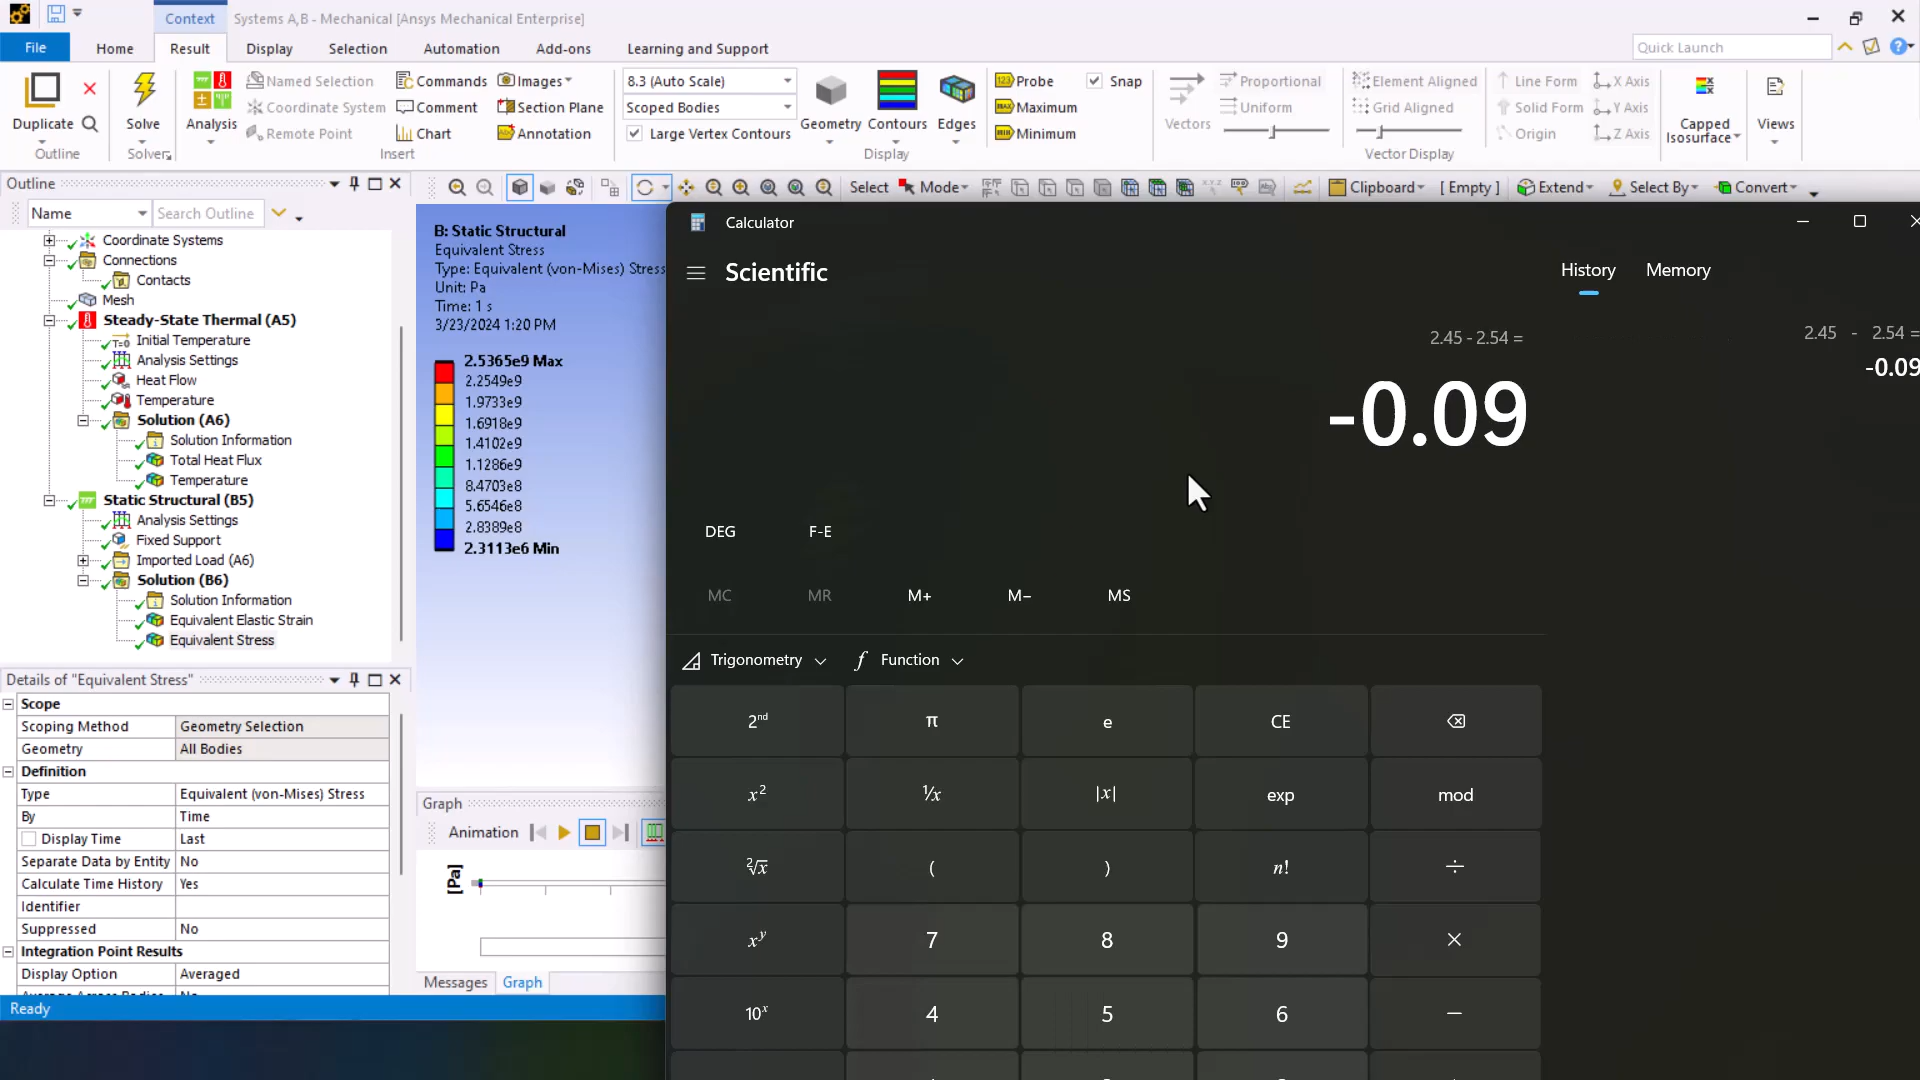 Context
Systems A,B - Mechanical [Ansys Mechanical Enterprise]
File
Home
Result
Display
Selection
Automation
Add-ons
Learning and Support
Quick Launch
Duplicate
Outline
Solve
Solver
Analysis
Named Selection
Coordinate System
Remote Point
Commands
Comment
Chart
Images
Section Plane
Annotation
Insert
8.3 (Auto Scale)
Scoped Bodies
Large Vertex Contours
Geometry
Contours
Edges
Display
Probe
Maximum
Minimum
Snap
Vectors
Proportional
Uniform
Element Aligned
Grid Aligned
Line Form
Solid Form
Origin
X Axis
Y Axis
Z Axis
Vector Display
Capped
Isosurface
Views
Outline
Name
Search Outline
Select
Mode
Clipboard
[ Empty ]
Extend
Select By
Convert
Coordinate Systems
Connections
Contacts
Mesh
Steady-State Thermal (A5)
Initial Temperature
Analysis Settings
Heat Flow
Temperature
Solution (A6)
Solution Information
Total Heat Flux
Temperature
Static Structural (B5)
Analysis Settings
Fixed Support
Imported Load (A6)
Solution (B6)
Solution Information
Equivalent Elastic Strain
Equivalent Stress
Details of "Equivalent Stress"
Scope
Scoping Method Geometry Selection
Geometry All Bodies
Definition
Type Equivalent (von-Mises) Stress
By Time
Display Time Last
Separate Data by Entity No
Calculate Time History Yes
Identifier
Suppressed No
Integration Point Results
Display Option Averaged
Ready
B: Static Structural
Equivalent Stress
Type: Equivalent (von-Mises) Stress
Unit: Pa
Time: 1 s
3/23/2024 1:20 PM
2.5365e9 Max
2.2549e9
1.9733e9
1.6918e9
1.4102e9
1.1286e9
8.4703e8
5.6546e8
2.8389e8
2.3113e6 Min
Graph
Animation
[Pa]
Messages
Graph
Calculator
Scientific
History
Memory
2.45 - 2.54 =
-0.09
2.45 - 2.54 =
-0.09
DEG
F-E
MC MR M+ M− MS
Trigonometry
f Function
2nd π e CE
x2 1/x |x| exp mod
2√x ( ) n! ÷
xy 7 8 9 ×
10x 4 5 6 −